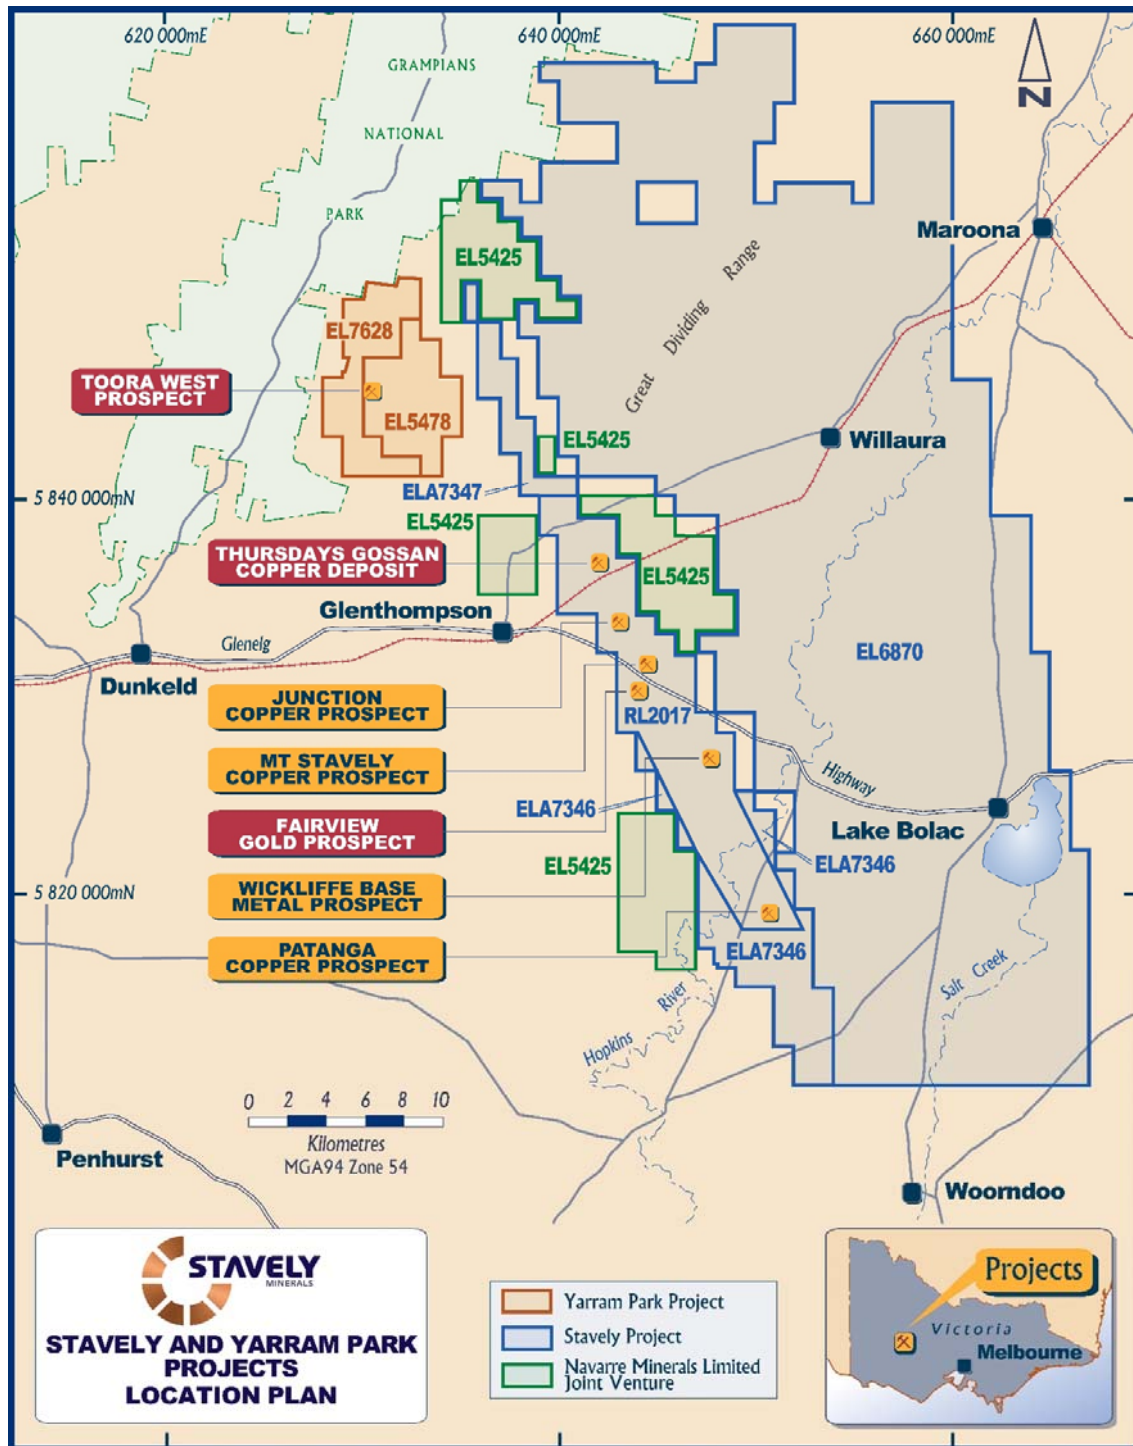 620 000mE
640 000mE
660 000mE
N
GRAMPIANS
NATIONAL
PARK
Maroona
EL5425
Great Dividing Range
EL7628
TOORA WEST
PROSPECT
EL5478
EL5425
Willaura
ELA7347
5 840 000mN
EL5425
THURSDAYS GOSSAN
COPPER DEPOSIT
EL5425
Glenthompson
Glenelg
EL6870
Dunkeld
JUNCTION
COPPER PROSPECT
RL2017
MT STAVELY
COPPER PROSPECT
Highway
ELA7346
FAIRVIEW
GOLD PROSPECT
Lake Bolac
EL5425
ELA7346
5 820 000mN
WICKLIFFE BASE
METAL PROSPECT
PATANGA
COPPER PROSPECT
ELA7346
Salt Creek
Hopkins River
0 2 4 6 8 10
Kilometres
MGA94 Zone 54
Penhurst
Woorndoo
STAVELY
MINERALS
STAVELY AND YARRAM PARK
PROJECTS
LOCATION PLAN
Yarram Park Project
Stavely Project
Navarre Minerals Limited
Joint Venture
Projects
Victoria
Melbourne